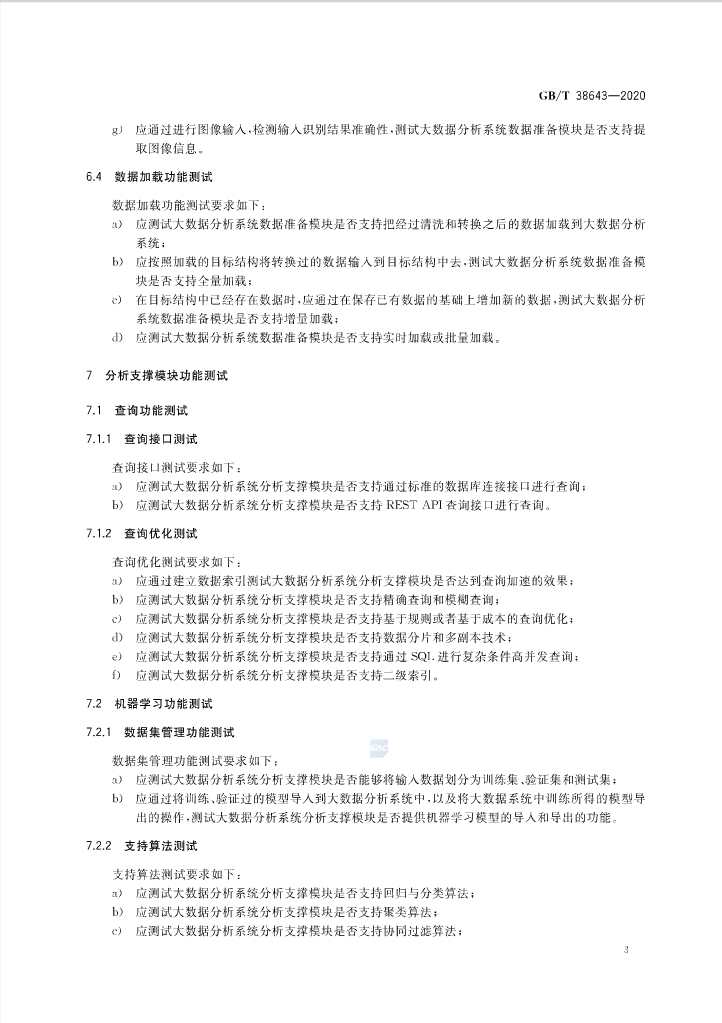 GB/T 38643—2020
g) 应通过进行图像输入,检测输入识别结果准确性,测试大数据分析系统数据准备模块是否支持提
取图像信息。
6.4 数据加载功能测试
数据加载功能测试要求如下:
a) 应测试大数据分析系统数据准备模块是否支持把经过清洗和转换之后的数据加载到大数据分析
系统;
b) 应按照加载的目标结构将转换过的数据输入到目标结构中去,测试大数据分析系统数据准备模
块是否支持全量加载;
c) 在目标结构中已经存在数据时,应通过在保存已有数据的基础上增加新的数据,测试大数据分析
系统数据准备模块是否支持增量加载;
d) 应测试大数据分析系统数据准备模块是否支持实时加载或批量加载。
7 分析支撑模块功能测试
7.1 查询功能测试
7.1.1 查询接口测试
查询接口测试要求如下:
a) 应测试大数据分析系统分析支撑模块是否支持通过标准的数据库连接接口进行查询;
b) 应测试大数据分析系统分析支撑模块是否支持 REST API 查询接口进行查询。
7.1.2 查询优化测试
查询优化测试要求如下:
a) 应通过建立数据索引测试大数据分析系统分析支撑模块是否达到查询加速的效果;
b) 应测试大数据分析系统分析支撑模块是否支持精确查询和模糊查询;
c) 应测试大数据分析系统分析支撑模块是否支持基于规则或者基于成本的查询优化;
d) 应测试大数据分析系统分析支撑模块是否支持数据分片和多副本技术;
e) 应测试大数据分析系统分析支撑模块是否支持通过 SQL 进行复杂条件高并发查询;
f) 应测试大数据分析系统分析支撑模块是否支持二级索引。
7.2 机器学习功能测试
7.2.1 数据集管理功能测试
SAC
数据集管理功能测试要求如下:
a) 应测试大数据分析系统分析支撑模块是否能够将输入数据划分为训练集、验证集和测试集;
b) 应通过将训练、验证过的模型导入到大数据分析系统中,以及将大数据系统中训练所得的模型导
出的操作,测试大数据分析系统分析支撑模块是否提供机器学习模型的导入和导出的功能。
7.2.2 支持算法测试
支持算法测试要求如下:
a) 应测试大数据分析系统分析支撑模块是否支持回归与分类算法;
b) 应测试大数据分析系统分析支撑模块是否支持聚类算法;
c) 应测试大数据分析系统分析支撑模块是否支持协同过滤算法;
3